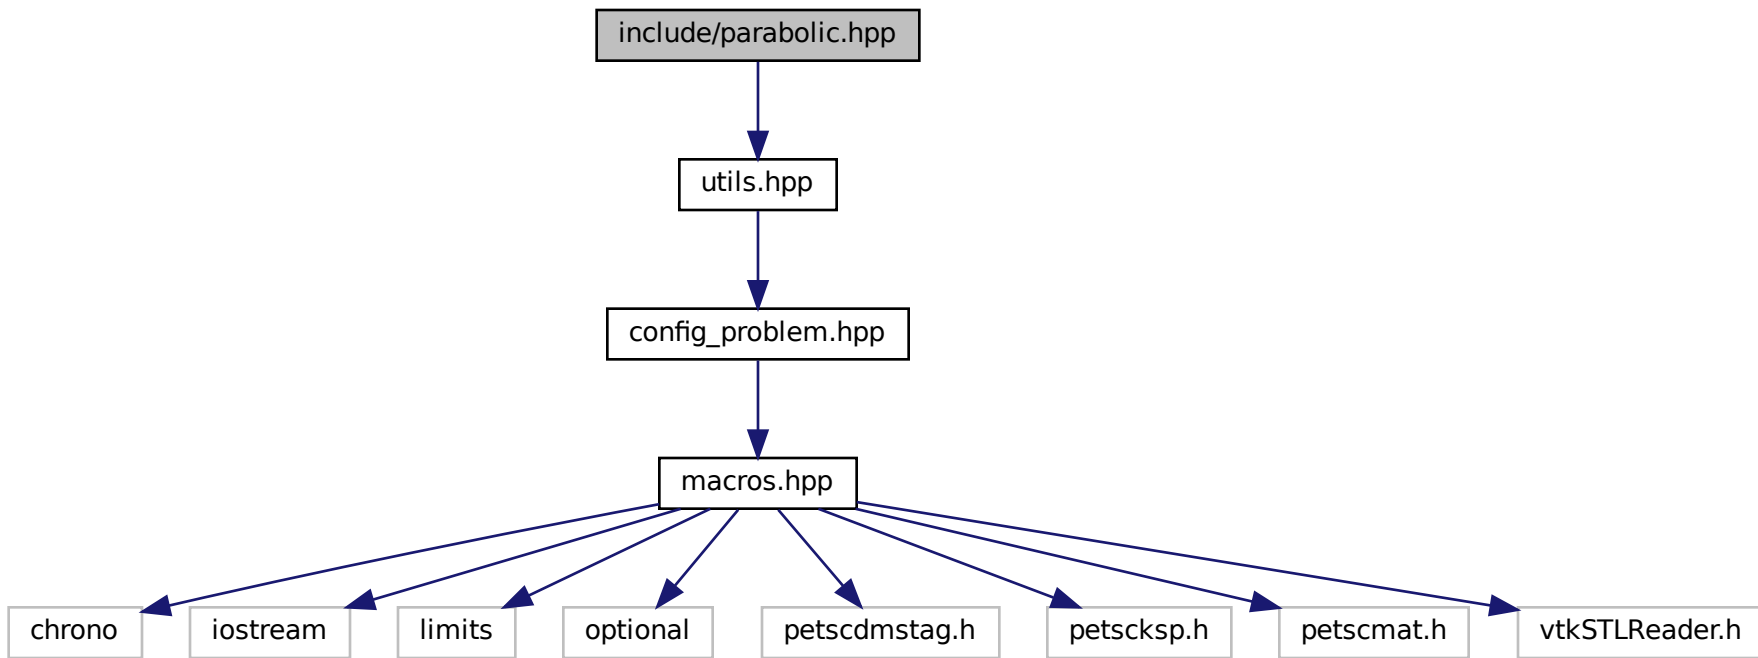 include/parabolic.hpp
utils.hpp
config_problem.hpp
macros.hpp
chrono
iostream
limits
optional
petscdmstag.h
petscksp.h
petscmat.h
vtkSTLReader.h